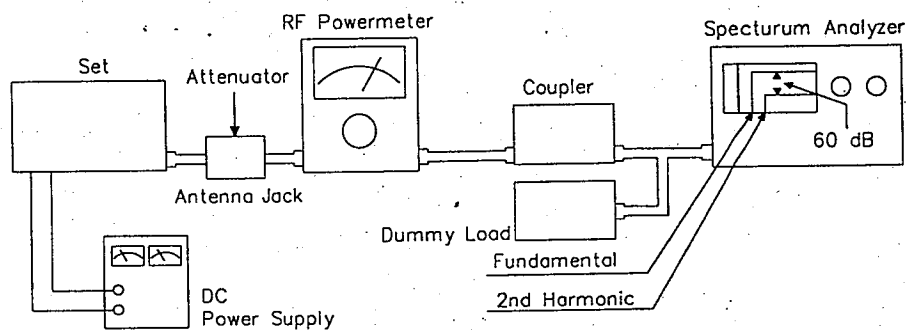 RF Powermeter
Specturum Analyzer
Set
Attenuator
Coupler
60 dB
Antenna Jack
Dummy Load
Fundamental
2nd Harmonic
DC
Power Supply